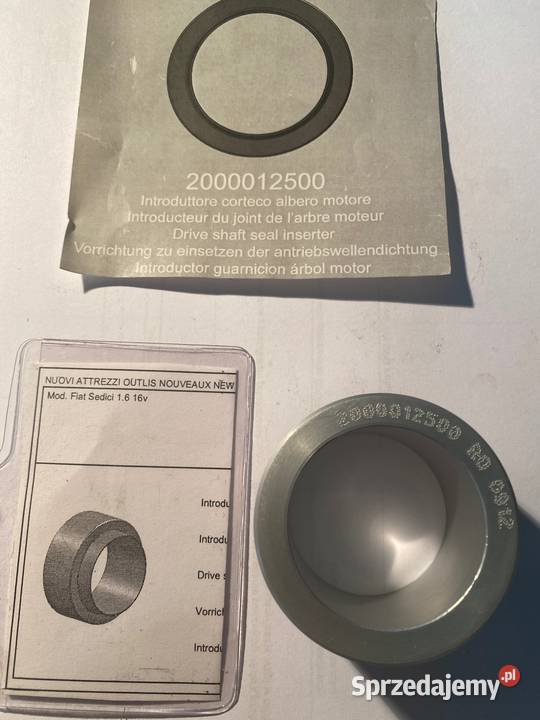 2000012500
Introduttore corteco albero motore
Introducteur du joint de l'arbre moteur
Drive shaft seal inserter
Vorrichtung zu einsetzen der antriebswellendichtung
Introductor guarnicion árbol motor
NUOVI ATTREZZI OUTLIS NOUVEAUX NEW
Mod. Fiat Sedici 1.6 16v
Introdu
Introdu
Drive s
Vorrich
Introdu
2000012500 RD 0912
Sprzedajemy.pl